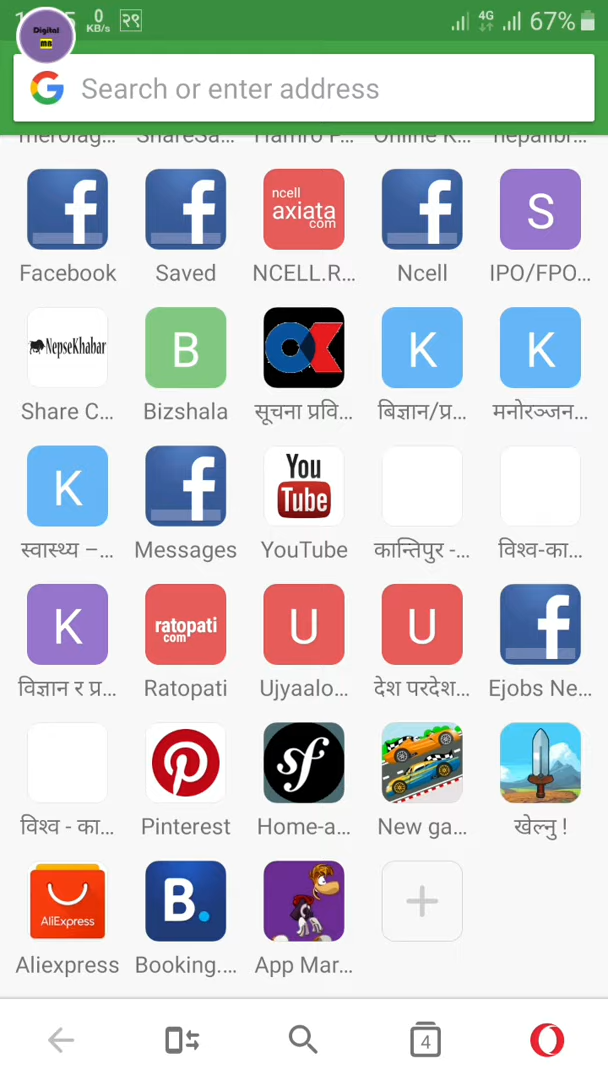 Digital
MR
0
KB/s
२९
4G
67%
Search or enter address
Facebook
Saved
ncell
axiata
com
NCELL.R...
Ncell
S
IPO/FPO...
NepseKhabar
Share C...
B
Bizshala
सूचना प्रवि...
K
बिज्ञान/प्र...
K
मनोरञ्जन...
K
स्वास्थ्य –...
Messages
You
Tube
YouTube
कान्तिपुर -...
विश्व-का...
K
विज्ञान र प्र...
ratopati
com
Ratopati
U
Ujyaalo...
U
देश परदेश...
Ejobs Ne...
विश्व - का...
Pinterest
Home-a...
New ga...
खेल्नु !
AliExpress
Aliexpress
B.
Booking....
App Mar...
4